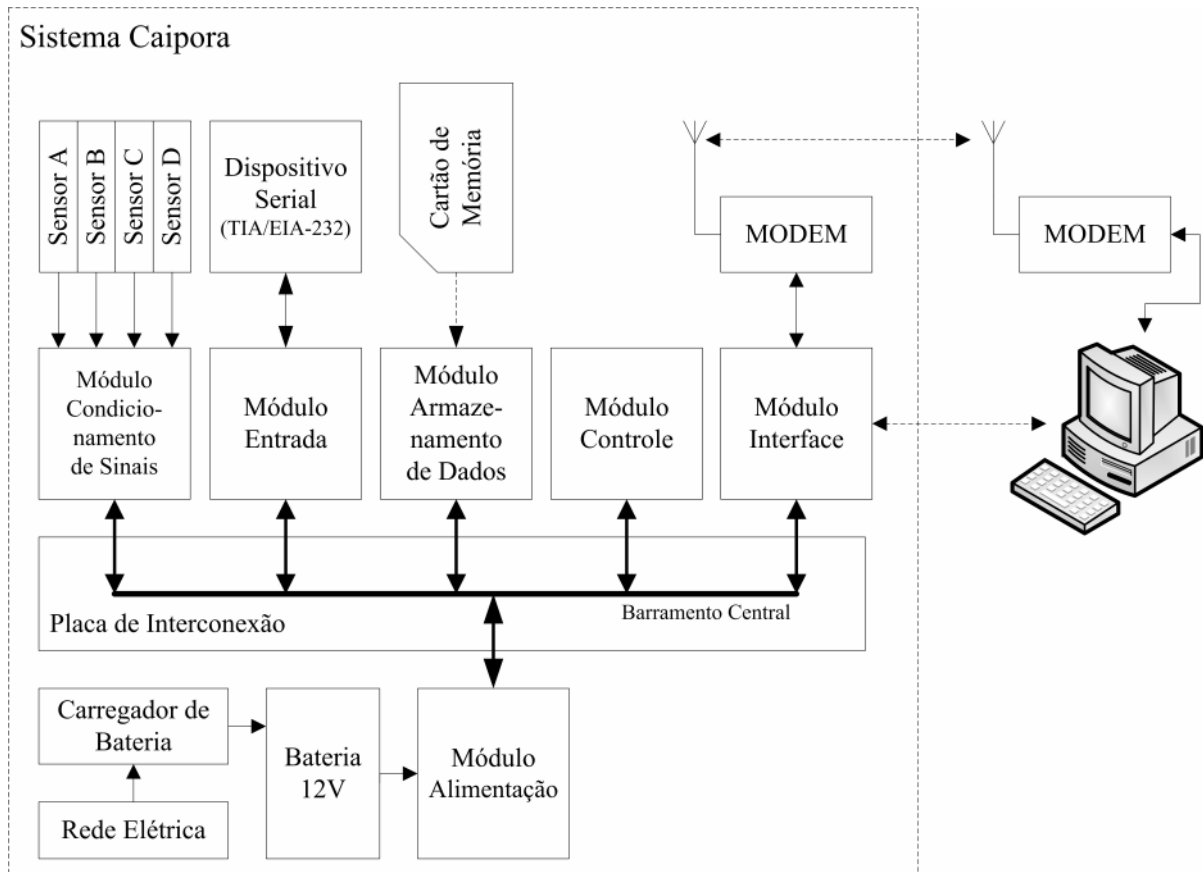 Sistema Caipora
Sensor A
Sensor B
Sensor C
Sensor D
Dispositivo
Serial
(TIA/EIA-232)
Cartão de
Memória
MODEM
MODEM
Módulo
Condicio-
namento
de Sinais
Módulo
Entrada
Módulo
Armaze-
namento
de Dados
Módulo
Controle
Módulo
Interface
Barramento Central
Placa de Interconexão
Carregador de
Bateria
Rede Elétrica
Bateria
12V
Módulo
Alimentação